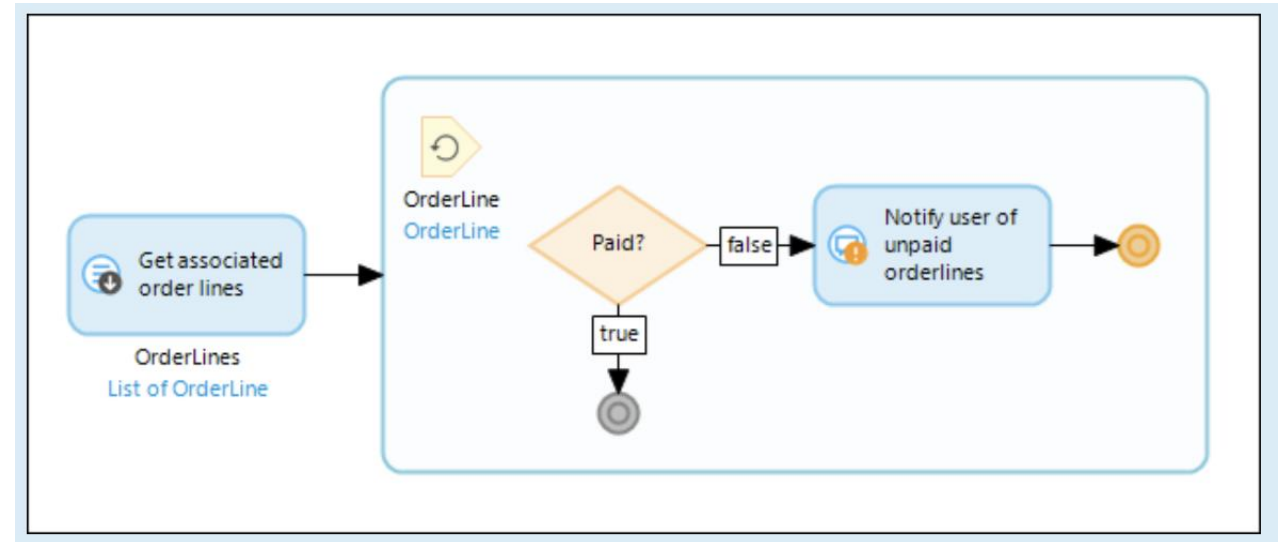 Get associated
order lines
OrderLines
List of OrderLine
OrderLine
OrderLine
Paid?
false
true
Notify user of
unpaid
orderlines